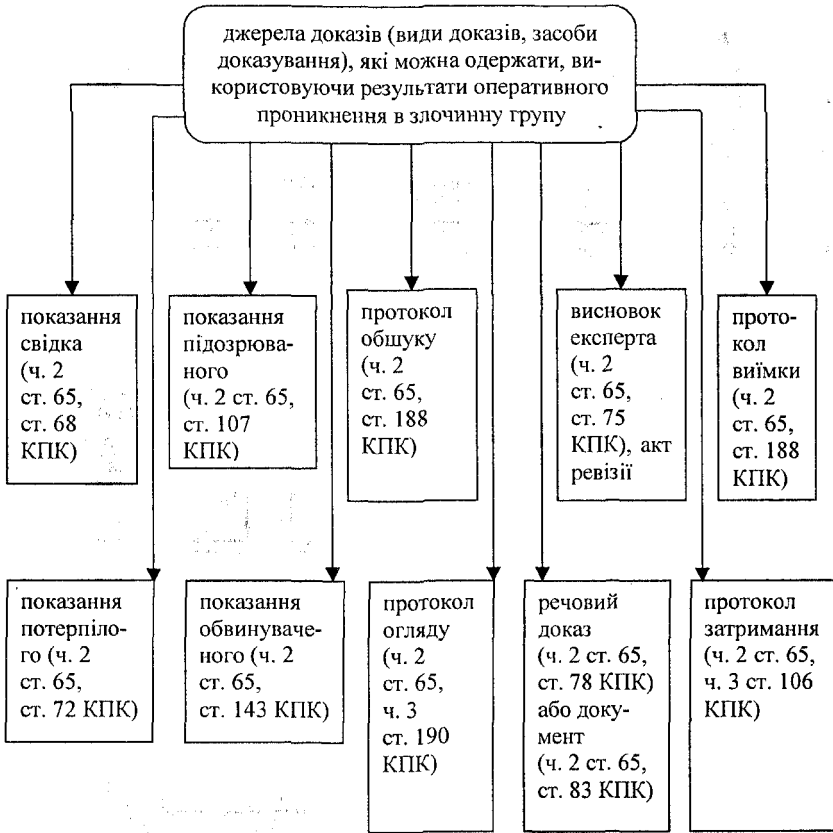 джерела доказів (види доказів, засоби
доказування), які можна одержати, ви-
користовуючи результати оперативного
проникнення в злочинну групу
показання
свідка
(ч. 2
ст. 65,
ст. 68
КПК)
показання
підозрюва-
ного
(ч. 2 ст. 65,
ст. 107
КПК)
протокол
обшуку
(ч. 2
ст. 65,
ст. 188
КПК)
висновок
експерта
(ч. 2
ст. 65,
ст. 75
КПК), акт
ревізії
прото-
кол
виїмки
(ч. 2
ст. 65,
ст. 188
КПК)
показання
потерпіло-
го (ч. 2
ст. 65,
ст. 72 КПК)
показання
обвинуваче-
ного (ч. 2
ст. 65,
ст. 143 КПК)
протокол
огляду
(ч. 2
ст. 65,
ч. 3
ст. 190
КПК)
речовий
доказ
(ч. 2 ст. 65,
ст. 78 КПК)
або доку-
мент
(ч. 2 ст. 65,
ст. 83 КПК)
протокол
затримання
(ч. 2 ст. 65,
ч. 3 ст. 106
КПК)